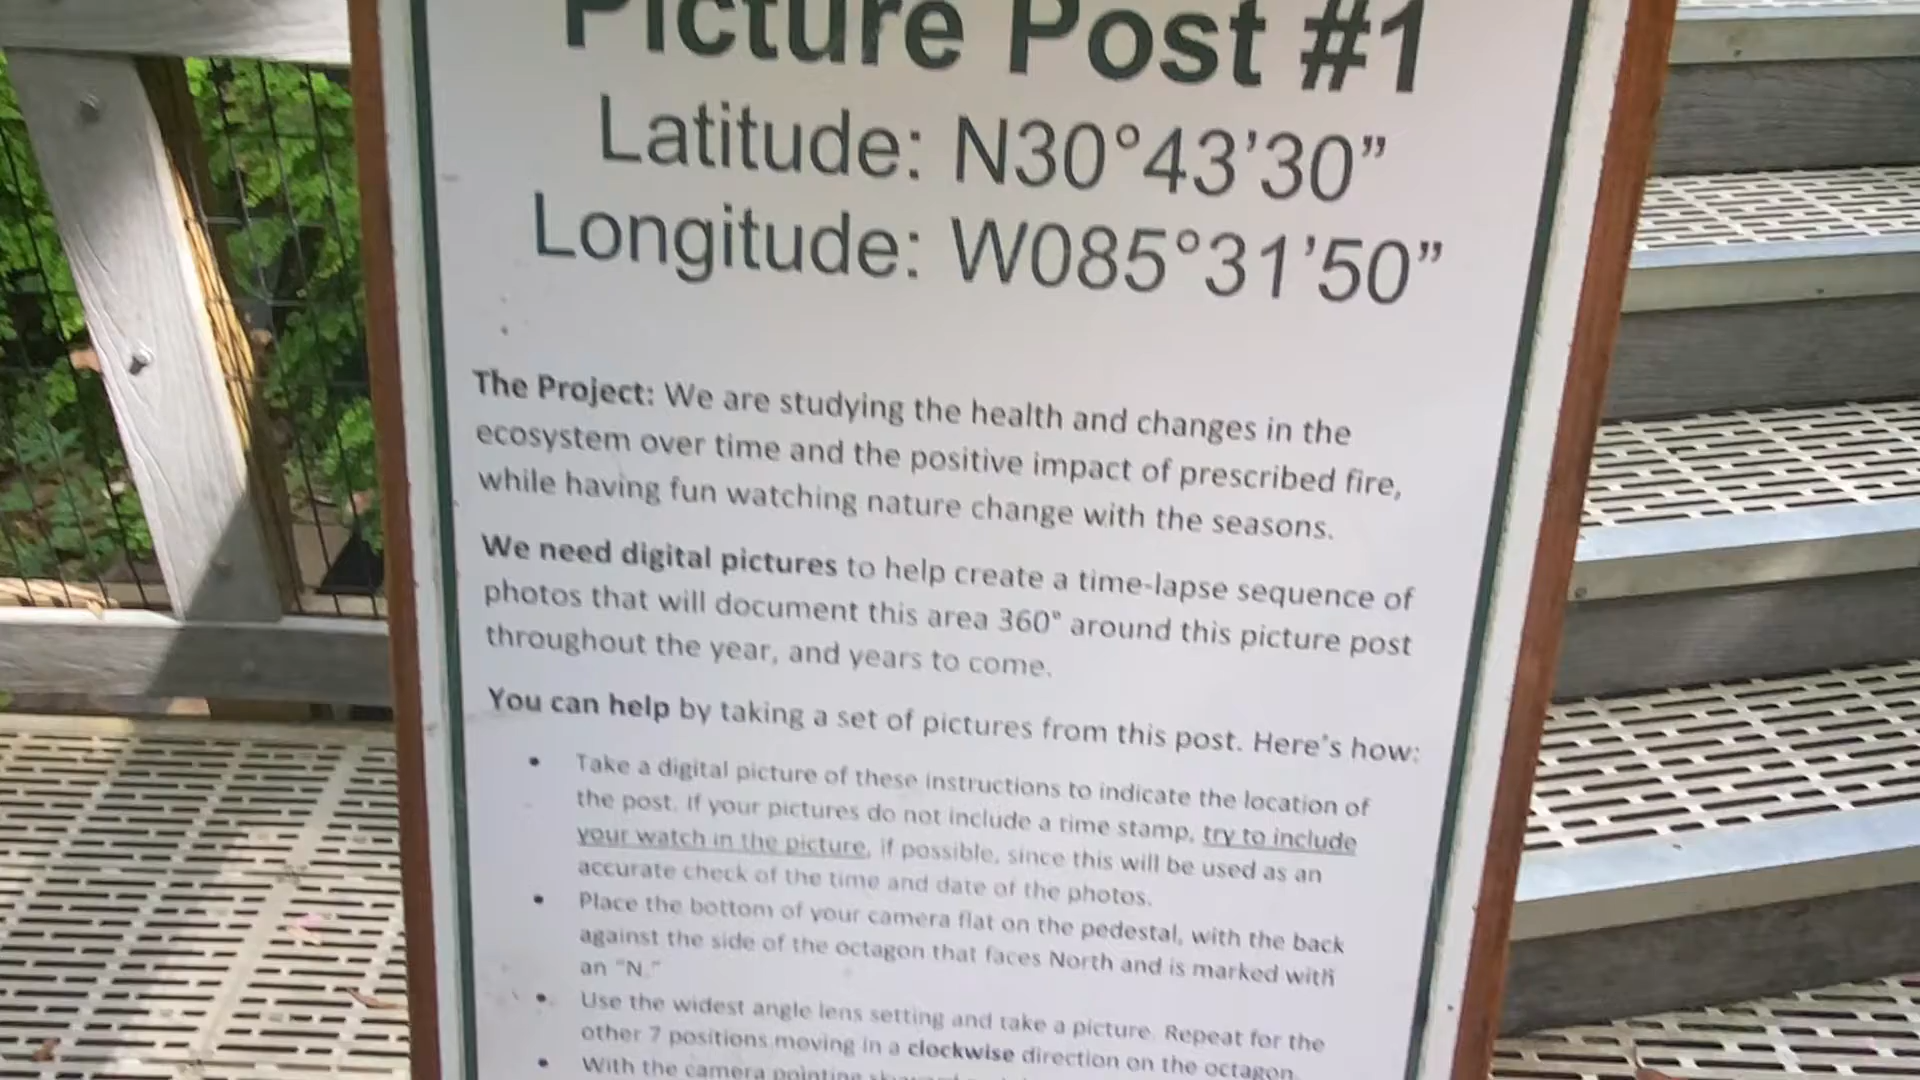 Picture Post #1
Latitude: N30°43’30”
Longitude: W085°31’50”
The Project: We are studying the health and changes in the
ecosystem over time and the positive impact of prescribed fire,
while having fun watching nature change with the seasons.
We need digital pictures to help create a time-lapse sequence of
photos that will document this area 360° around this picture post
throughout the year, and years to come.
You can help by taking a set of pictures from this post. Here's how:
• Take a digital picture of these instructions to indicate the location of
the post. If your pictures do not include a time stamp, try to include
your watch in the picture, if possible, since this will be used as an
accurate check of the time and date of the photos.
• Place the bottom of your camera flat on the pedestal, with the back
against the side of the octagon that faces North and is marked with
an "N."
• Use the widest angle lens setting and take a picture. Repeat for the
other 7 positions moving in a clockwise direction on the octagon.
• With the camera pointing